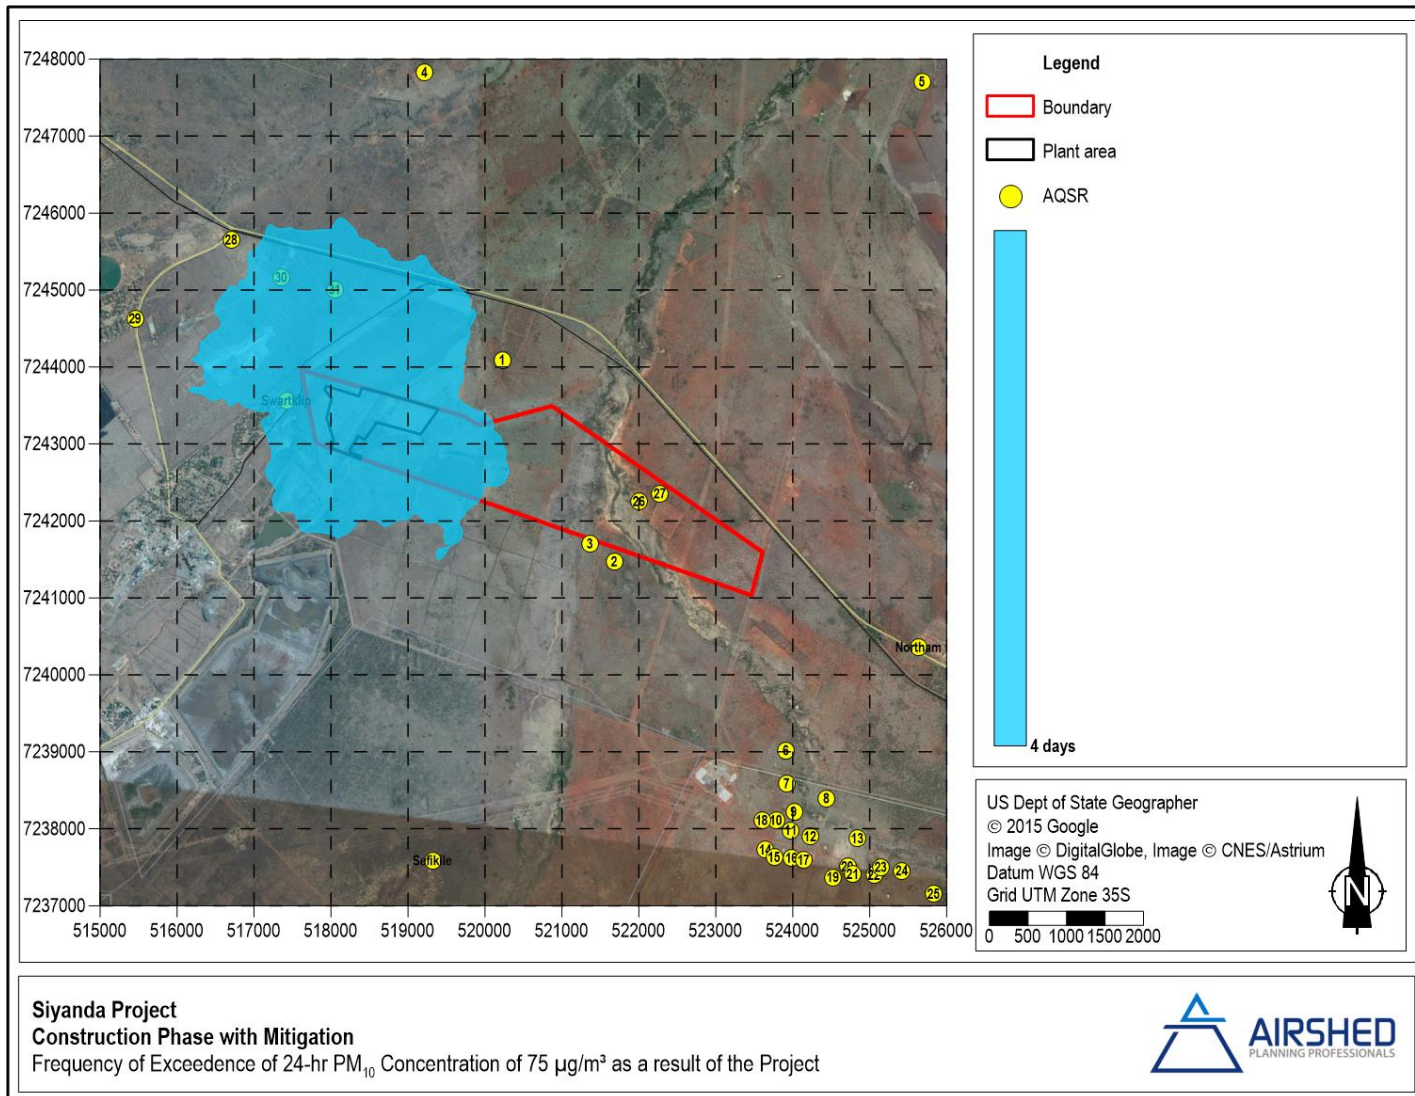 7248000
7247000
7246000
7245000
7244000
7243000
7242000
7241000
7240000
7239000
7238000
7237000
515000
516000
517000
518000
519000
520000
521000
522000
523000
524000
525000
526000
4
5
28
30
31
29
1
Swartklip
27
26
3
2
Northam
6
7
8
9
18
10
11
12
13
14
15
16
17
Sefikile
20
23
19
21
22
24
25
Legend
Boundary
Plant area
AQSR
4 days
US Dept of State Geographer
© 2015 Google
Image © DigitalGlobe, Image © CNES/Astrium
Datum WGS 84
Grid UTM Zone 35S
0 500 1000 1500 2000
N
Siyanda Project
Construction Phase with Mitigation
Frequency of Exceedence of 24-hr PM₁₀ Concentration of 75 µg/m³ as a result of the Project
AIRSHED
PLANNING PROFESSIONALS